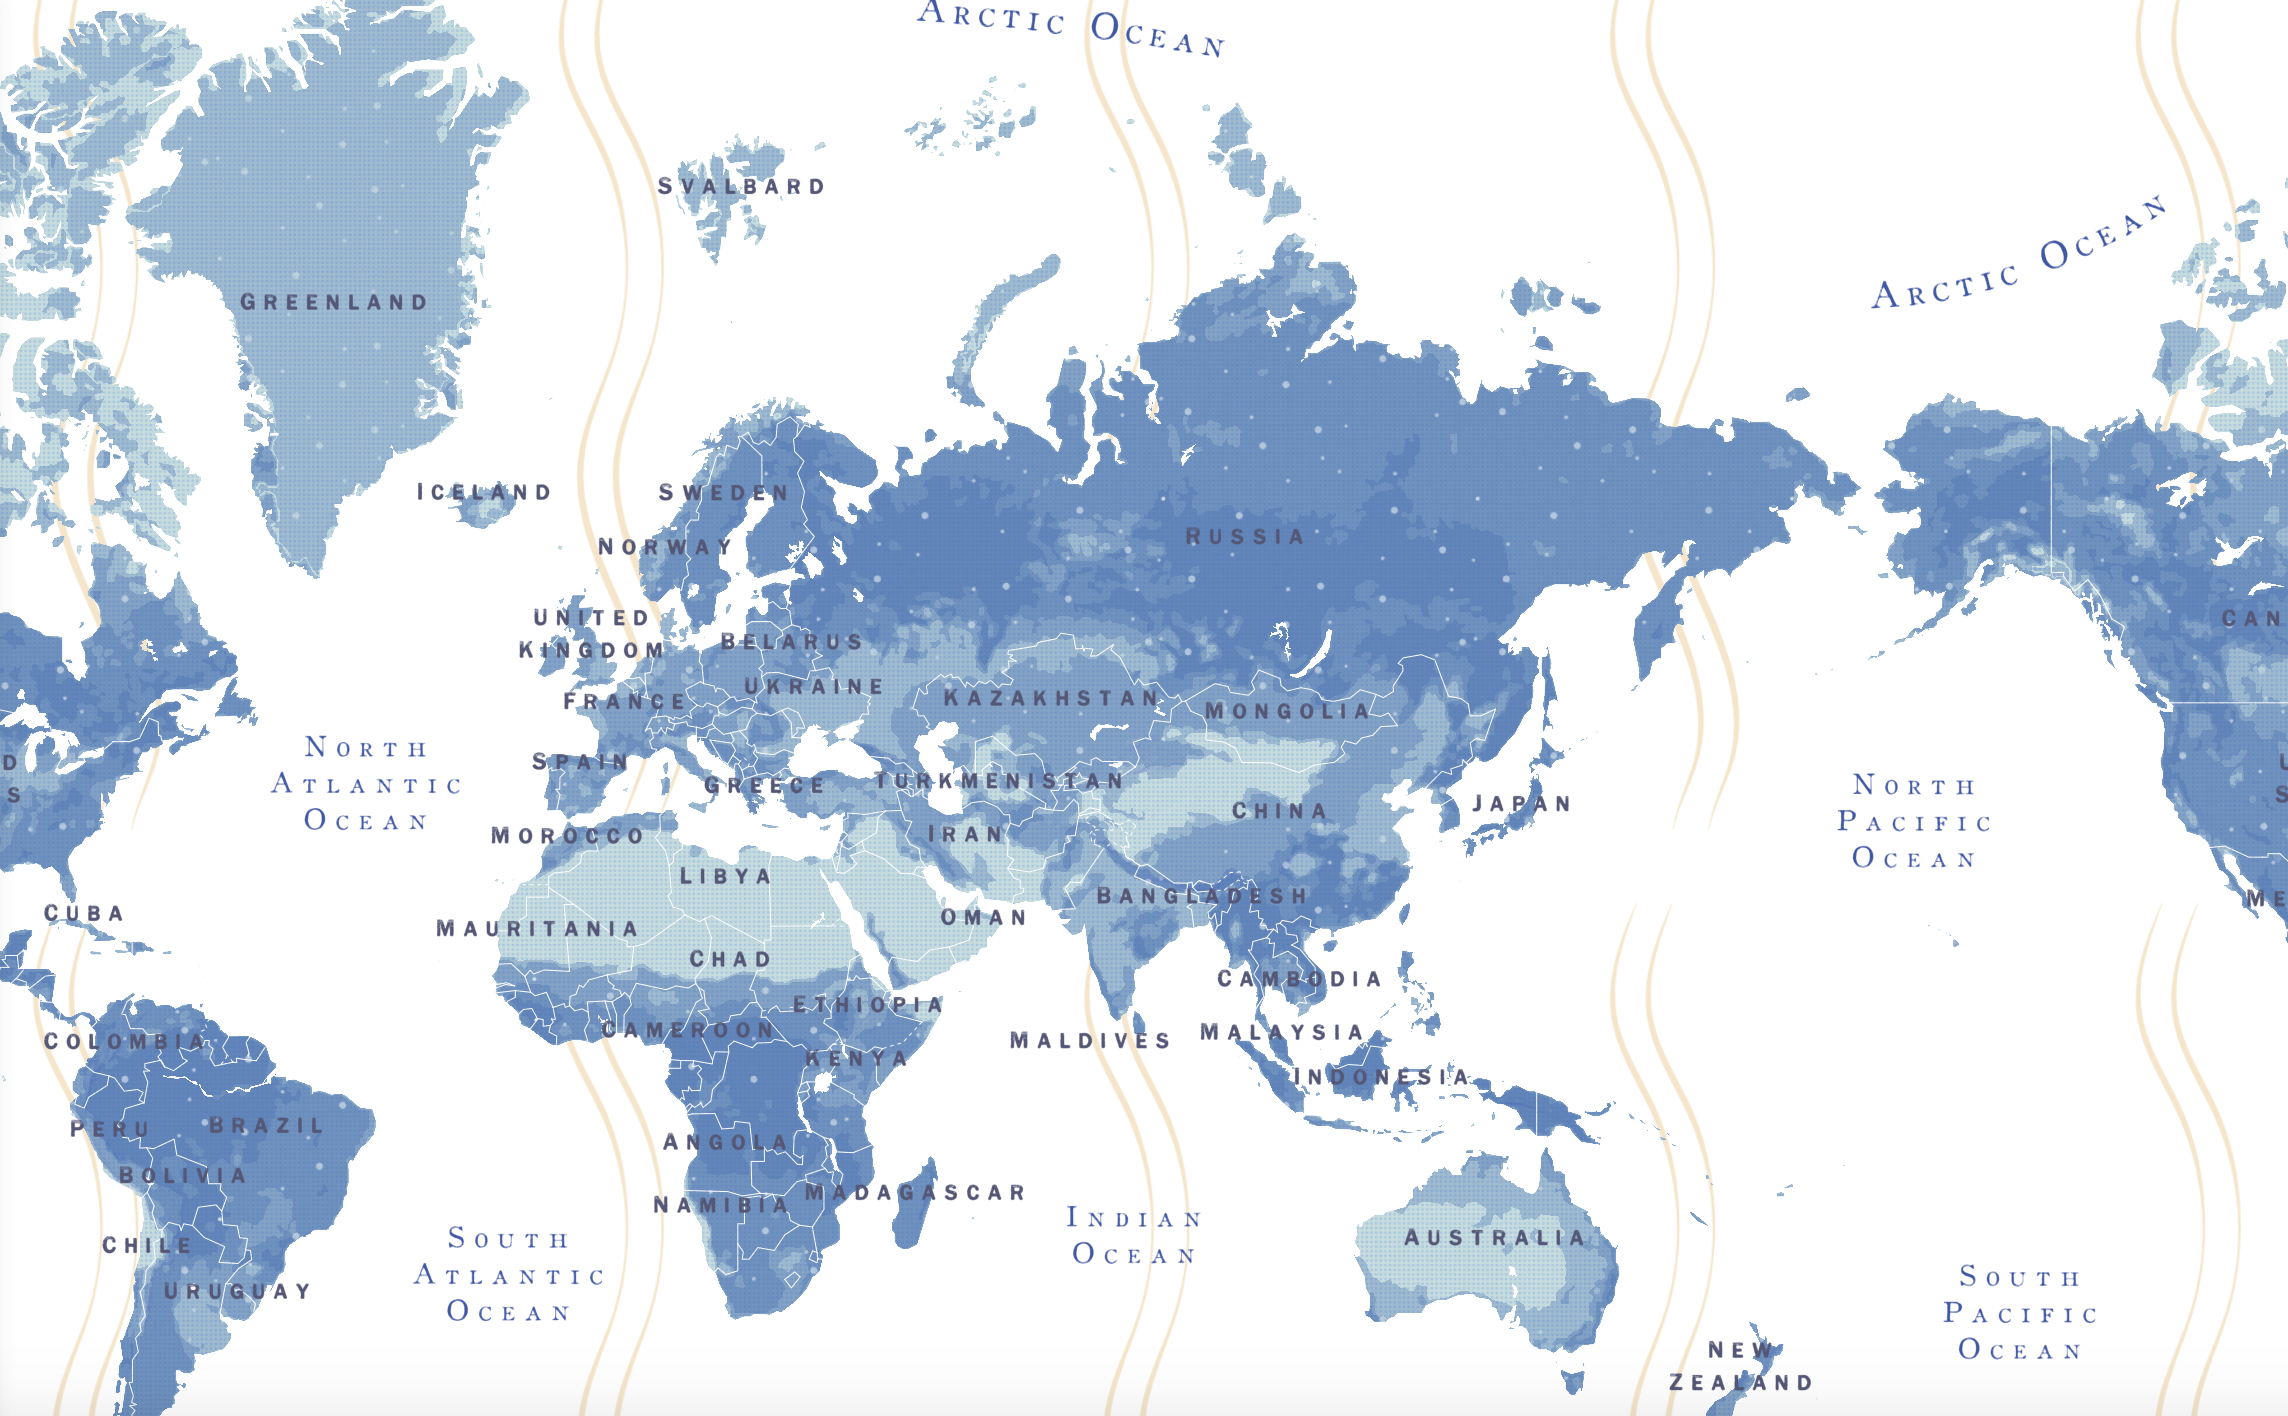 ARCTIC OCEAN
SVALBARD
ARCTIC OCEAN
GREENLAND
ICELAND
SWEDEN
RUSSIA
NORWAY
UNITED
KINGDOM
BELARUS
CAN
UKRAINE
FRANCE
KAZAKHSTAN
MONGOLIA
NORTH
ATLANTIC
OCEAN
D
S
SPAIN
GREECE
TURKMENISTAN
CHINA
JAPAN
NORTH
PACIFIC
OCEAN
U
S
MOROCCO
IRAN
LIBYA
BANGLADESH
ME
CUBA
MAURITANIA
OMAN
CHAD
CAMBODIA
ETHIOPIA
CAMEROON
COLOMBIA
MALDIVES
MALAYSIA
KENYA
INDONESIA
PERU
BRAZIL
ANGOLA
BOLIVIA
NAMIBIA
MADAGASCAR
INDIAN
OCEAN
CHILE
SOUTH
ATLANTIC
OCEAN
AUSTRALIA
URUGUAY
SOUTH
PACIFIC
OCEAN
NEW
ZEALAND